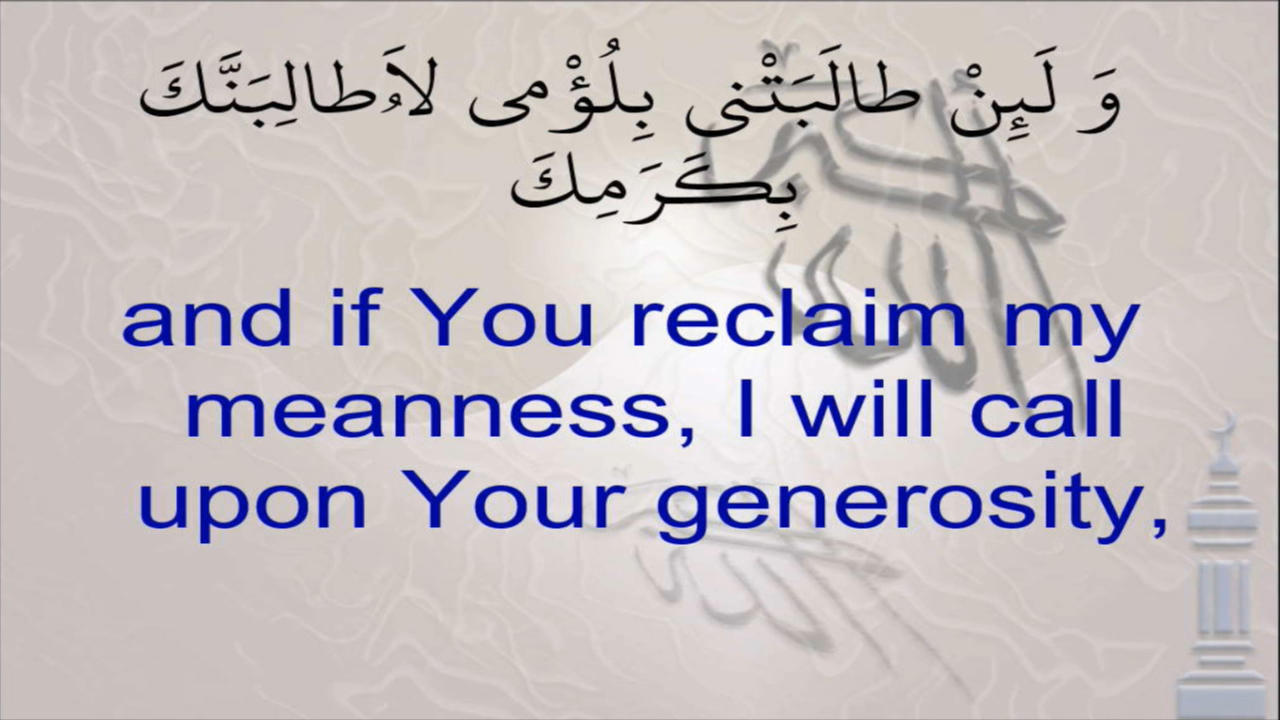 وَ لَئِنْ طالَبَتْنى بِلُؤْمى لاَُطالِبَنَّكَ
بِكَرَمِكَ
and if You reclaim my
meanness, I will call
upon Your generosity,